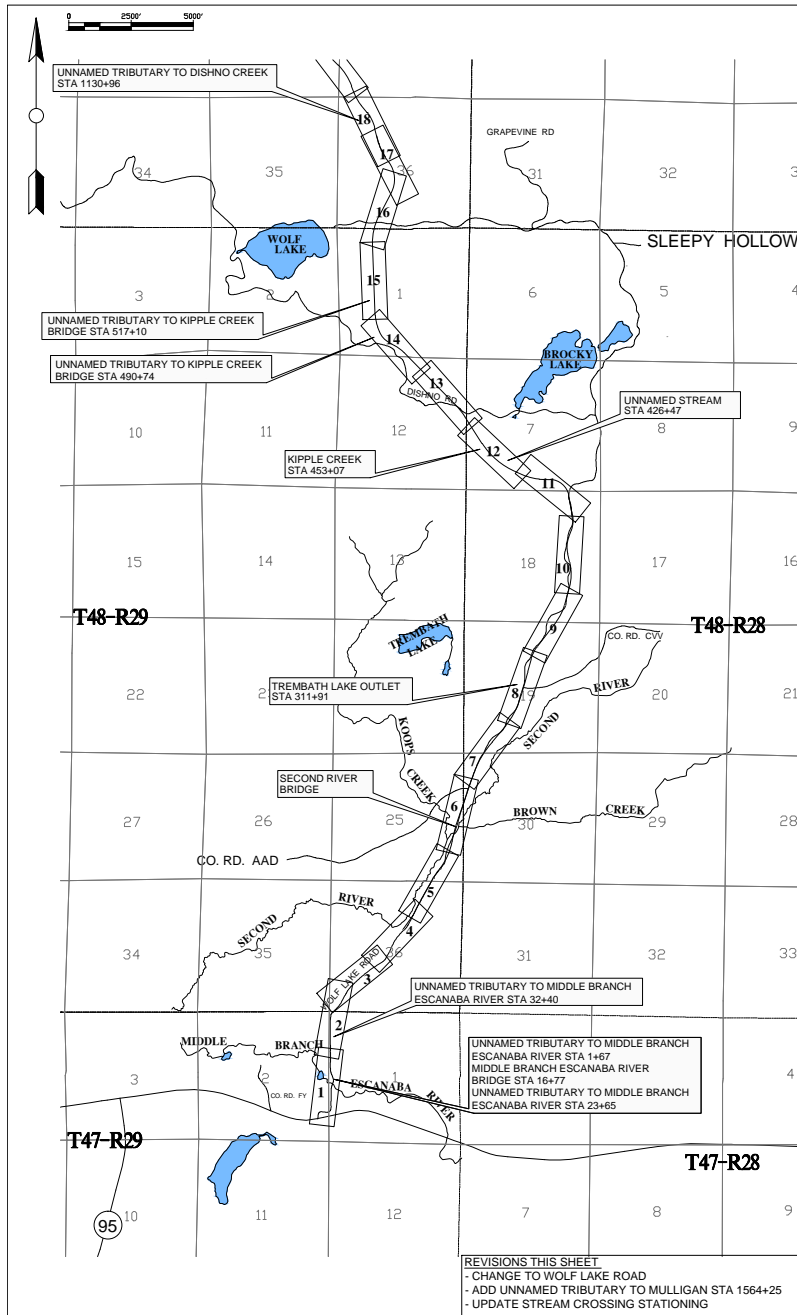 0 2500' 5000'
UNNAMED TRIBUTARY TO DISHNO CREEK
STA 1130+96
18
GRAPEVINE RD
17
34 35 36 31 32 3
16
WOLF
LAKE
SLEEPY HOLLOW
15
3 2 1 6 5 4
UNNAMED TRIBUTARY TO KIPPLE CREEK
BRIDGE STA 517+10
14
UNNAMED TRIBUTARY TO KIPPLE CREEK
BRIDGE STA 490+74
BROCKY
LAKE
13
DISHNO RD
UNNAMED STREAM
STA 426+47
10 11 12 7 8 9
KIPPLE CREEK
STA 453+07
12
11
15 14 13 18 17 16
10
T48-R29
TREMBATH
LAKE
T48-R28
9
CO. RD. CVV
TREMBATH LAKE OUTLET
STA 311+91
8
22 2 19 20 21
SECOND RIVER
KOOPS CREEK
7
SECOND RIVER
BRIDGE
6
BROWN CREEK
27 26 25 30 29 28
CO. RD. AAD
5
SECOND RIVER
4
34 35 36 31 32 33
WOLF LAKE ROAD
3
UNNAMED TRIBUTARY TO MIDDLE BRANCH
ESCANABA RIVER STA 32+40
2
MIDDLE BRANCH ESCANABA RIVER
UNNAMED TRIBUTARY TO MIDDLE BRANCH
ESCANABA RIVER STA 1+67
MIDDLE BRANCH ESCANABA RIVER
BRIDGE STA 16+77
UNNAMED TRIBUTARY TO MIDDLE BRANCH
ESCANABA RIVER STA 23+65
3 2 1 4
CO. RD. FY
1
T47-R29
T47-R28
95
10 11 12 7 8 9
REVISIONS THIS SHEET
- CHANGE TO WOLF LAKE ROAD
- ADD UNNAMED TRIBUTARY TO MULLIGAN STA 1564+25
- UPDATE STREAM CROSSING STATIONING